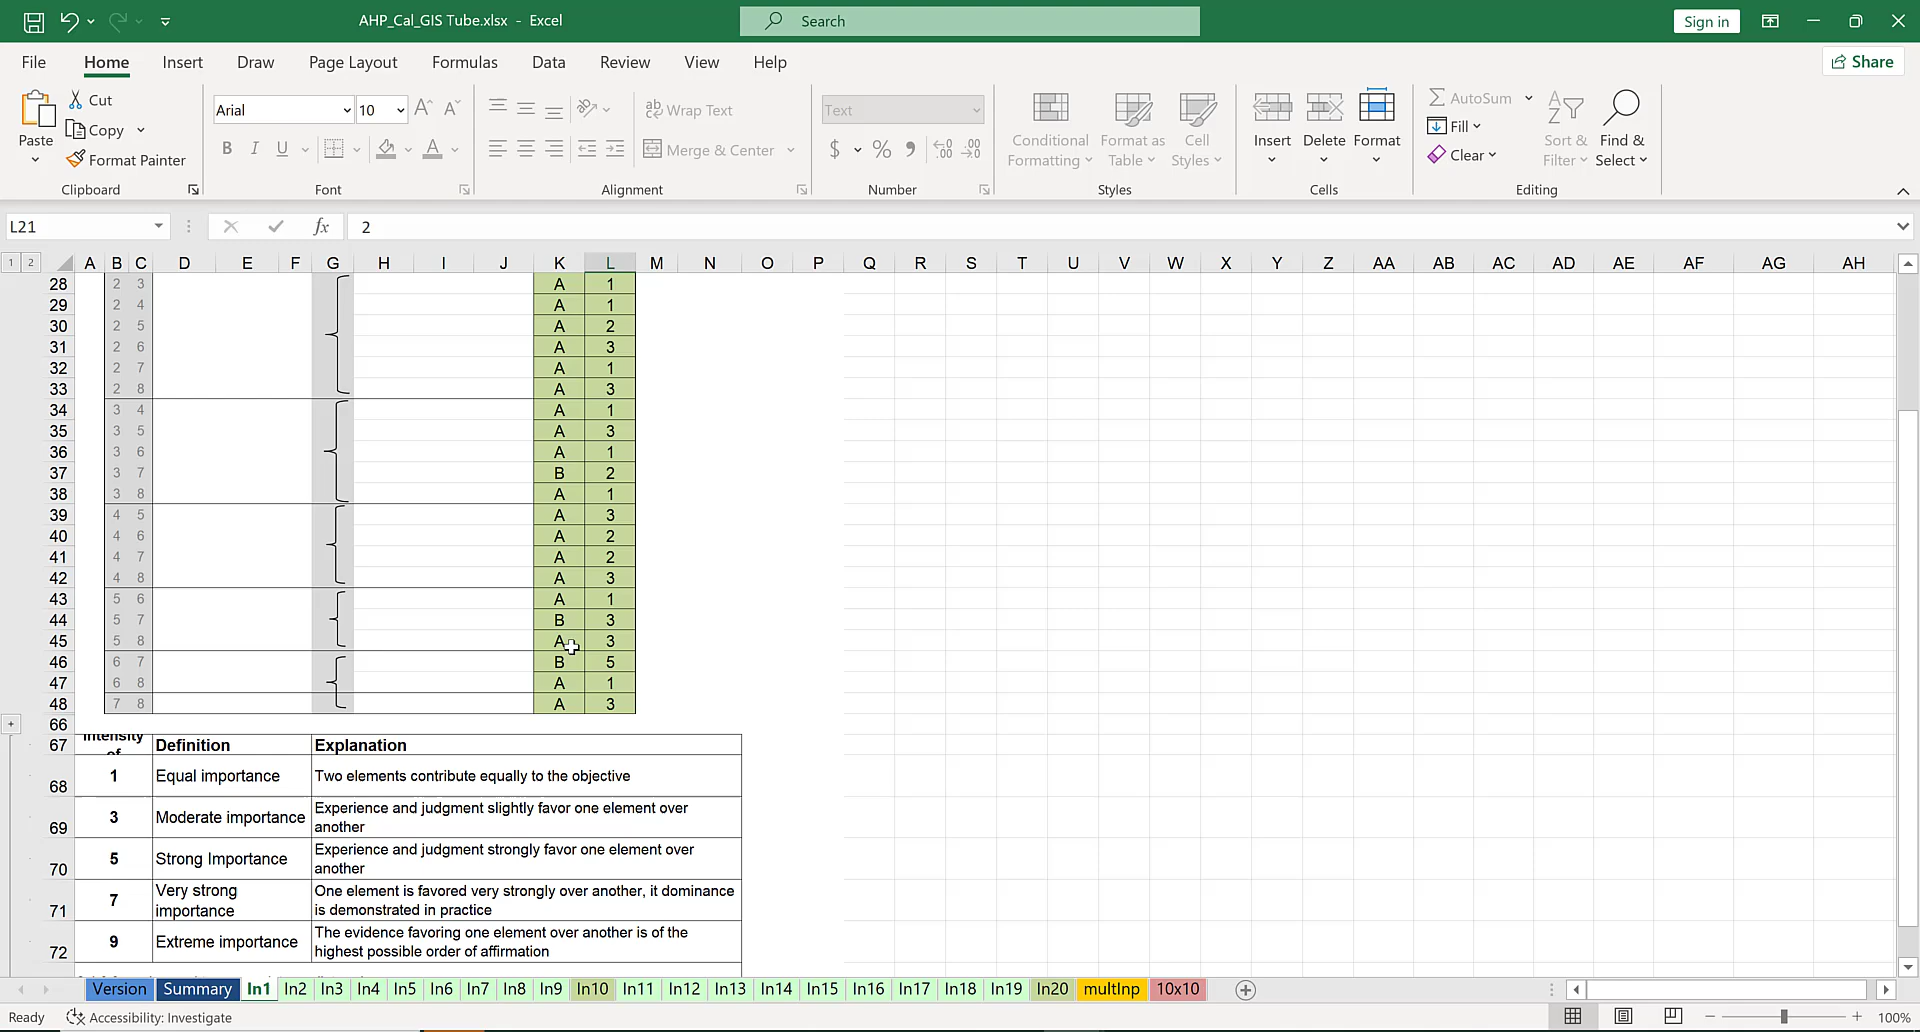 AHP_Cal_GIS Tube.xlsx - Excel
Search
Sign in
File Home Insert Draw Page Layout Formulas Data Review View Help
Share
Paste
Cut
Copy
Format Painter
Clipboard
Arial 10
B I U
Font
Wrap Text
Merge & Center
Alignment
Text
$ % 9
Number
Conditional Formatting
Format as Table
Cell Styles
Styles
Insert
Delete
Format
Cells
AutoSum
Fill
Clear
Sort & Filter
Find & Select
Editing
L21 fx 2
1 2 A B C D E F G H I J K L M N O P Q R S T U V W X Y Z AA AB AC AD AE AF AG AH
28 2 3 A 1
29 2 4 A 1
30 2 5 A 2
31 2 6 A 3
32 2 7 A 1
33 2 8 A 3
34 3 4 A 1
35 3 5 A 3
36 3 6 A 1
37 3 7 B 2
38 3 8 A 1
39 4 5 A 3
40 4 6 A 2
41 4 7 A 2
42 4 8 A 3
43 5 6 A 1
44 5 7 B 3
45 5 8 A 3
46 6 7 B 5
47 6 8 A 1
48 7 8 A 3
66
67 Intensity of Definition Explanation
68 1 Equal importance Two elements contribute equally to the objective
69 3 Moderate importance Experience and judgment slightly favor one element over
another
70 5 Strong Importance Experience and judgment strongly favor one element over
another
71 7 Very strong importance One element is favored very strongly over another, it dominance
is demonstrated in practice
72 9 Extreme importance The evidence favoring one element over another is of the
highest possible order of affirmation
Version Summary In1 In2 In3 In4 In5 In6 In7 In8 In9 In10 In11 In12 In13 In14 In15 In16 In17 In18 In19 In20 multInp 10x10
Ready Accessibility: Investigate 100%